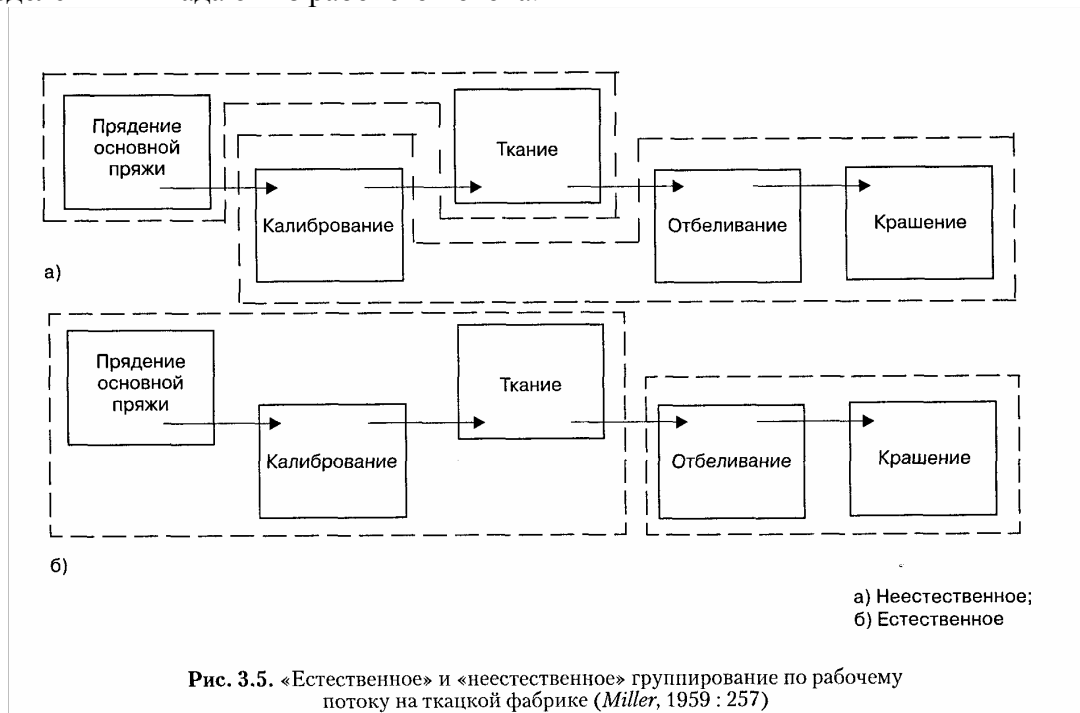 Прядение
основной
пряжи
Ткание
Калибрование
Отбеливание
Крашение
а)
Прядение
основной
пряжи
Ткание
Калибрование
Отбеливание
Крашение
б)
а) Неестественное;
б) Естественное
Рис. 3.5. «Естественное» и «неестественное» группирование по рабочему
потоку на ткацкой фабрике (Miller, 1959 : 257)